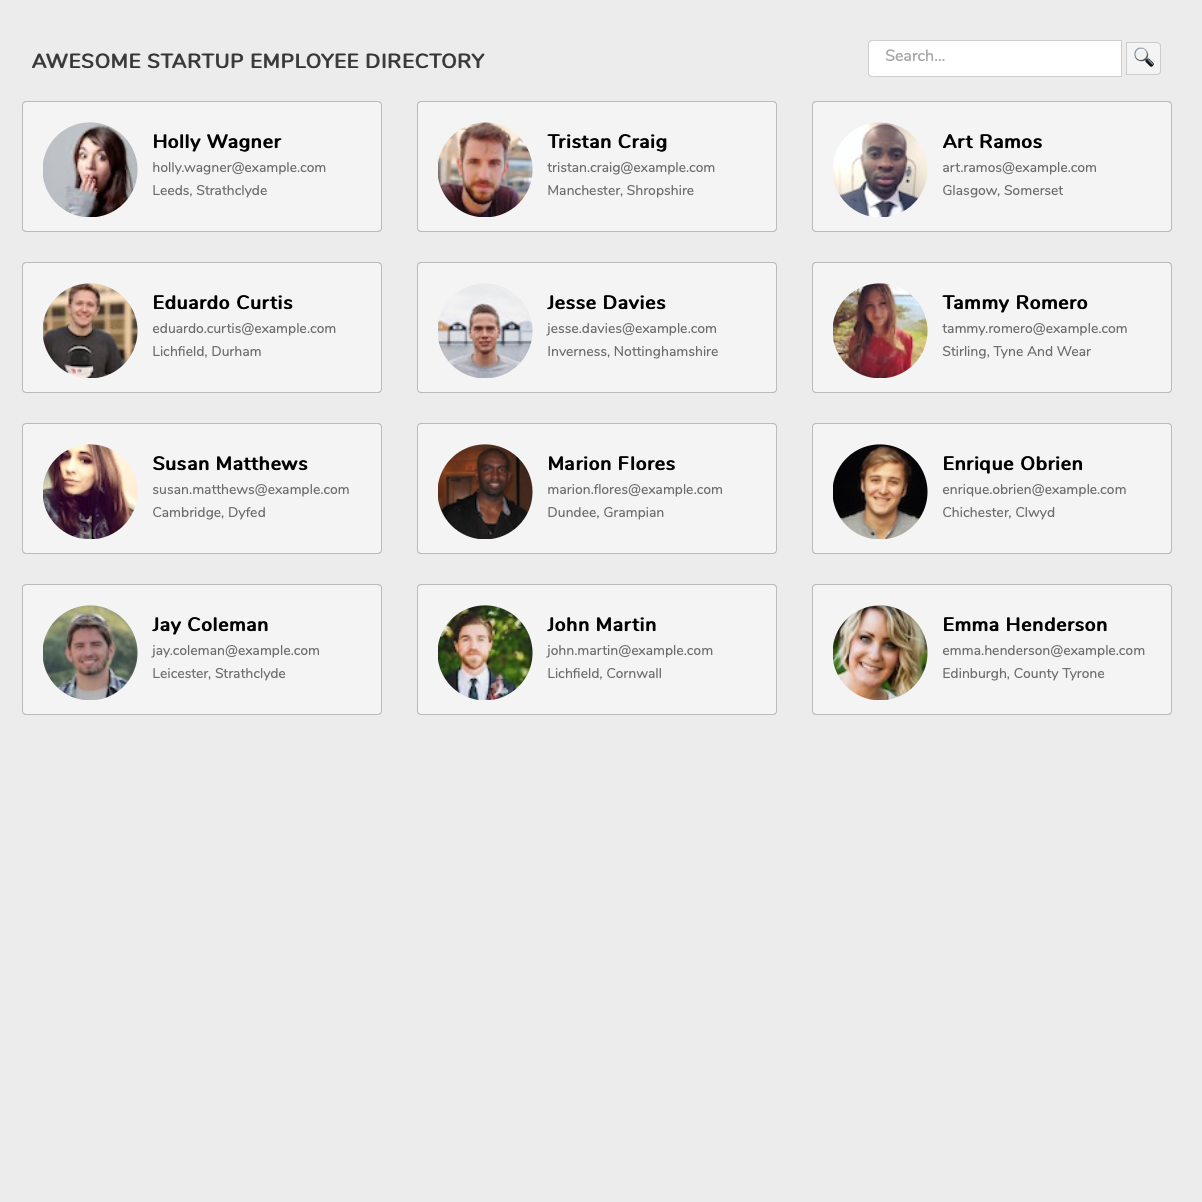 AWESOME STARTUP EMPLOYEE DIRECTORY
Search...
Holly Wagner
holly.wagner@example.com
Leeds, Strathclyde
Tristan Craig
tristan.craig@example.com
Manchester, Shropshire
Art Ramos
art.ramos@example.com
Glasgow, Somerset
Eduardo Curtis
eduardo.curtis@example.com
Lichfield, Durham
Jesse Davies
jesse.davies@example.com
Inverness, Nottinghamshire
Tammy Romero
tammy.romero@example.com
Stirling, Tyne And Wear
Susan Matthews
susan.matthews@example.com
Cambridge, Dyfed
Marion Flores
marion.flores@example.com
Dundee, Grampian
Enrique Obrien
enrique.obrien@example.com
Chichester, Clwyd
Jay Coleman
jay.coleman@example.com
Leicester, Strathclyde
John Martin
john.martin@example.com
Lichfield, Cornwall
Emma Henderson
emma.henderson@example.com
Edinburgh, County Tyrone